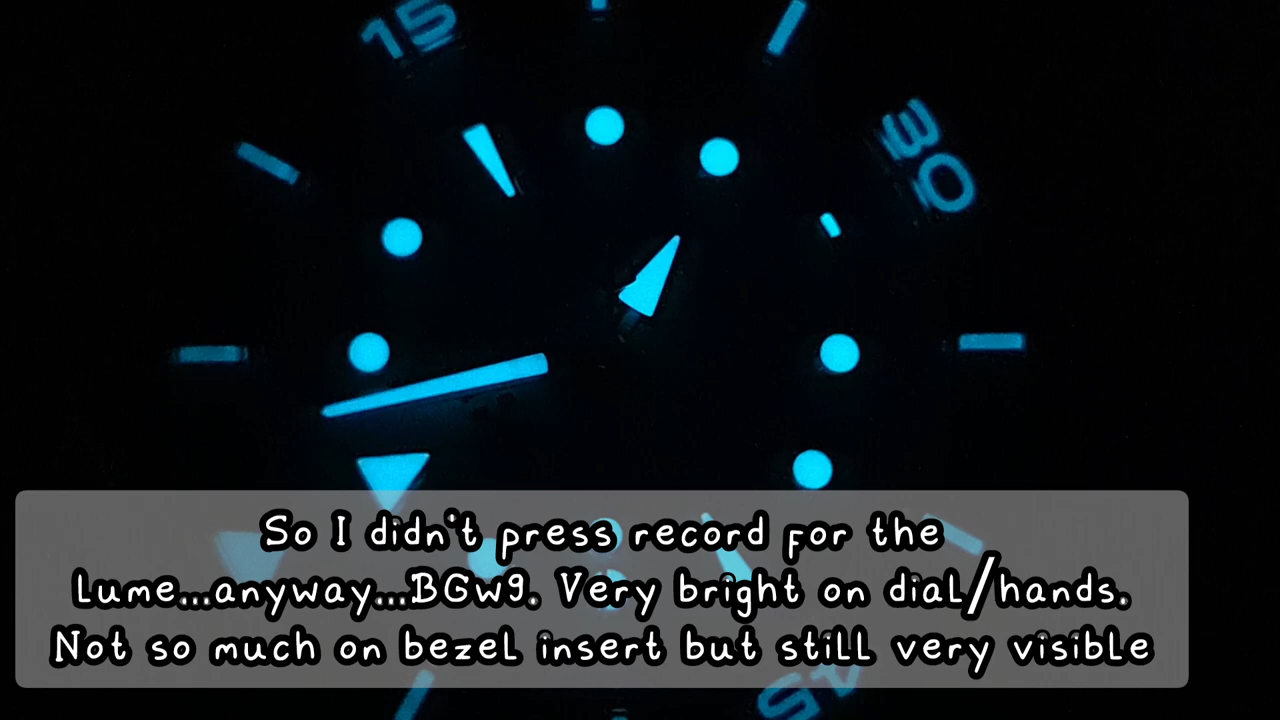 15
30
So I didn't press record for the
Lume...anyway...BGW9. Very bright on dial/hands.
Not so much on bezel insert but still very visible
45